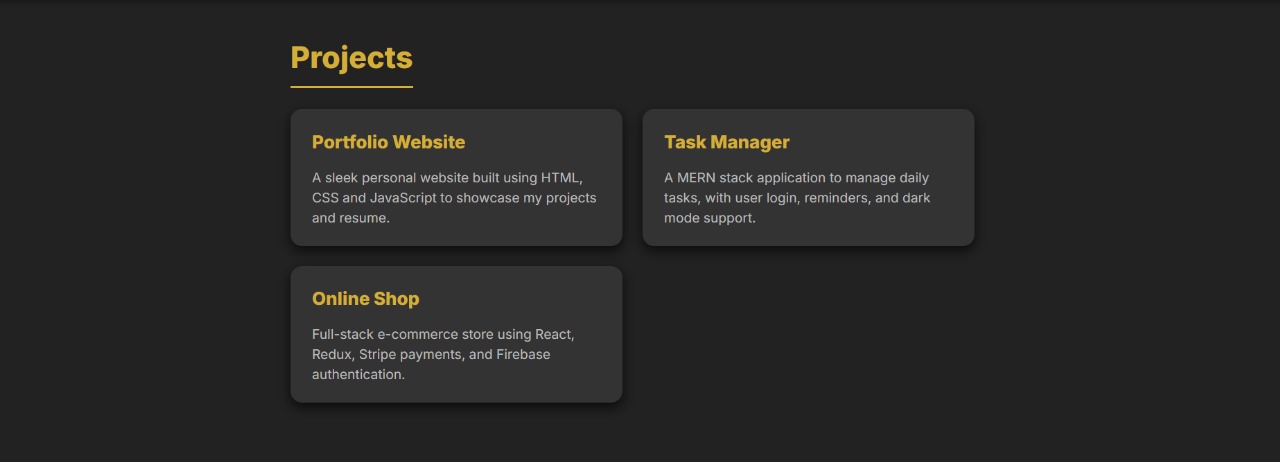 Projects
Portfolio Website
A sleek personal website built using HTML,
CSS and JavaScript to showcase my projects
and resume.
Task Manager
A MERN stack application to manage daily
tasks, with user login, reminders, and dark
mode support.
Online Shop
Full-stack e-commerce store using React,
Redux, Stripe payments, and Firebase
authentication.